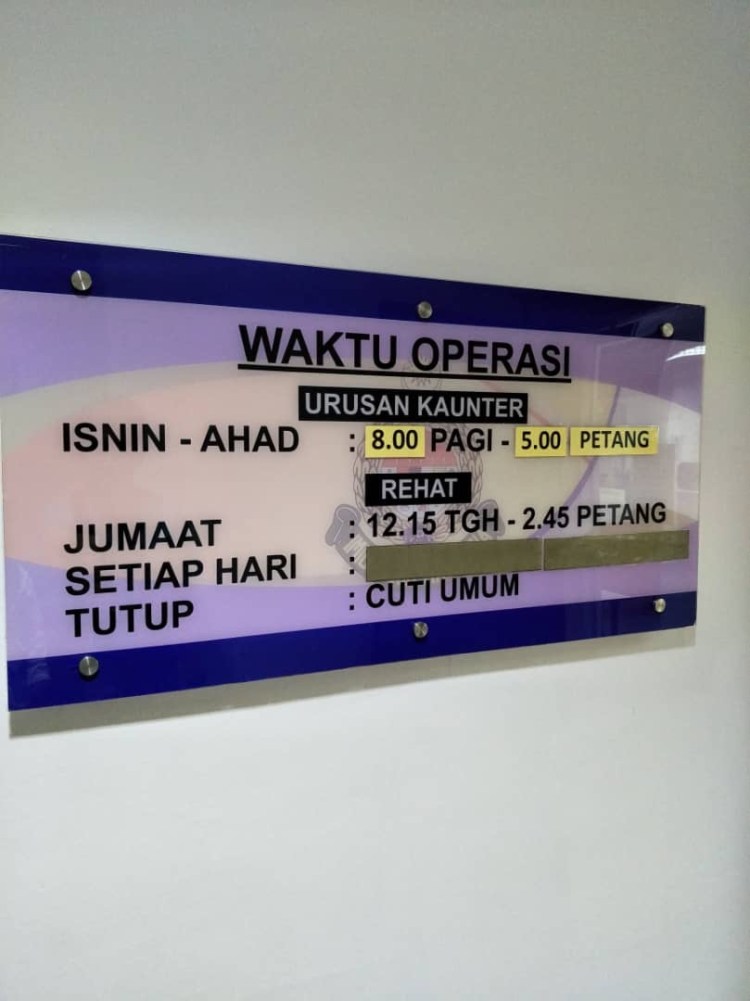 WAKTU OPERASI
URUSAN KAUNTER
ISNIN - AHAD : 8.00 PAGI - 5.00 PETANG
REHAT
JUMAAT : 12.15 TGH - 2.45 PETANG
SETIAP HARI :
TUTUP : CUTI UMUM